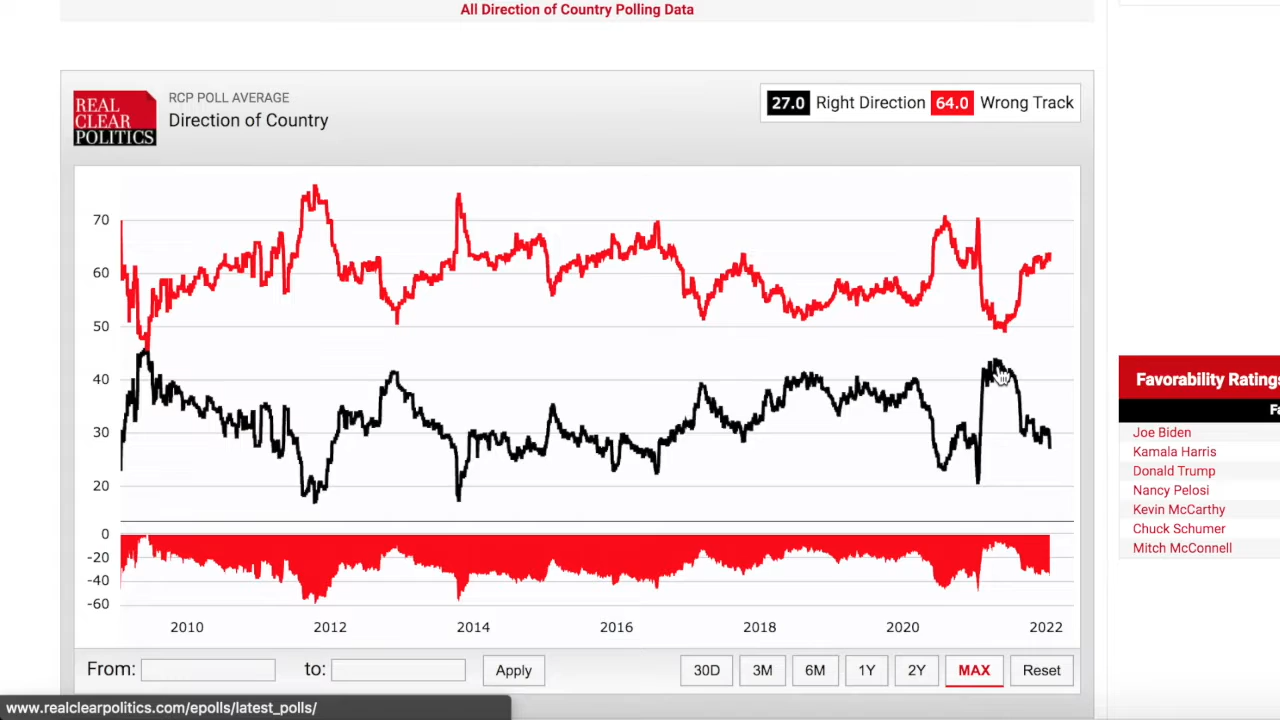 All Direction of Country Polling Data
REAL
CLEAR
POLITICS
RCP POLL AVERAGE
Direction of Country
27.0 Right Direction 64.0 Wrong Track
70
60
50
40
30
20
0
-20
-40
-60
2010 2012 2014 2016 2018 2020 2022
From: to: Apply 30D 3M 6M 1Y 2Y MAX Reset
Favorability Ratings
Joe Biden
Kamala Harris
Donald Trump
Nancy Pelosi
Kevin McCarthy
Chuck Schumer
Mitch McConnell
www.realclearpolitics.com/epolls/latest_polls/